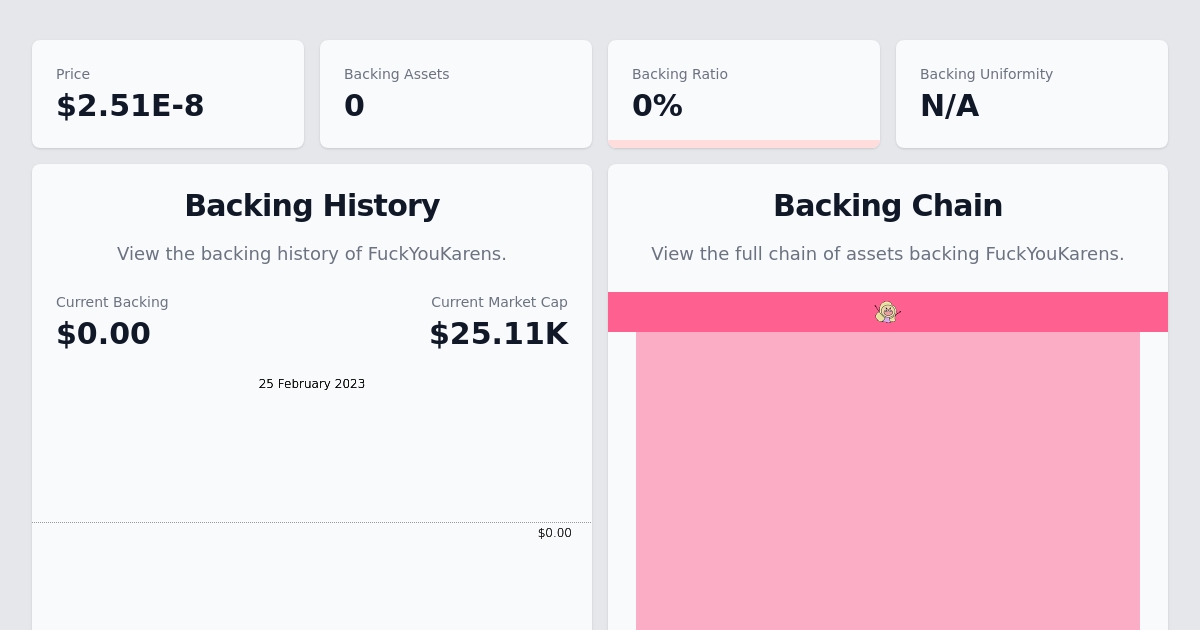 Price
$2.51E-8
Backing Assets
0
Backing Ratio
0%
Backing Uniformity
N/A
Backing History
View the backing history of FuckYouKarens.
Current Backing
$0.00
Current Market Cap
$25.11K
25 February 2023
$0.00
Backing Chain
View the full chain of assets backing FuckYouKarens.